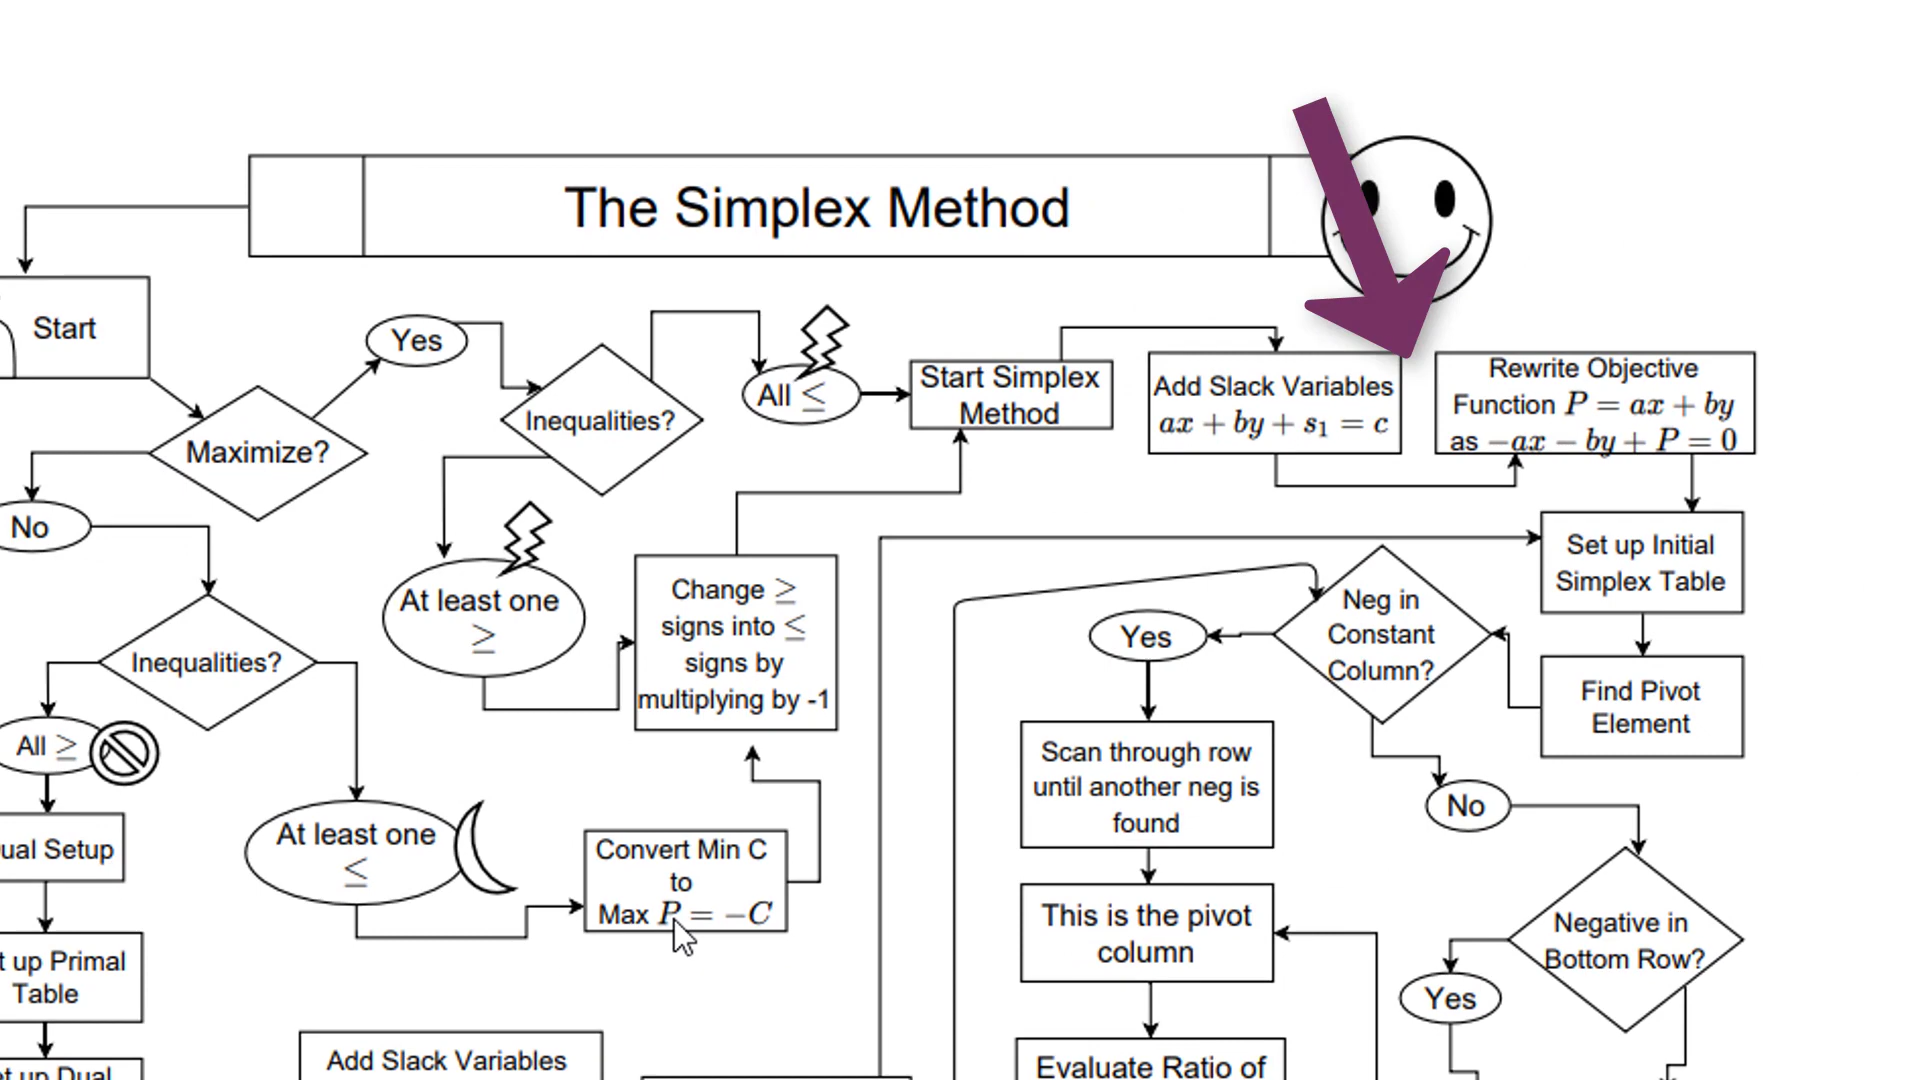 The Simplex Method
Start
Yes
Maximize?
No
Inequalities?
All ≤
Start Simplex
Method
Add Slack Variables
ax + by + s₁ = c
Rewrite Objective
Function P = ax + by
as −ax − by + P = 0
At least one
≥
Change ≥
signs into ≤
signs by
multiplying by -1
Set up Initial
Simplex Table
Find Pivot
Element
Neg in
Constant
Column?
Yes
Scan through row
until another neg is
found
This is the pivot
column
Evaluate Ratio of
No
Negative in
Bottom Row?
Yes
Inequalities?
All ≥
At least one
≤
Convert Min C
to
Max P = −C
Setup
up Primal
Table
up Dual
Add Slack Variables